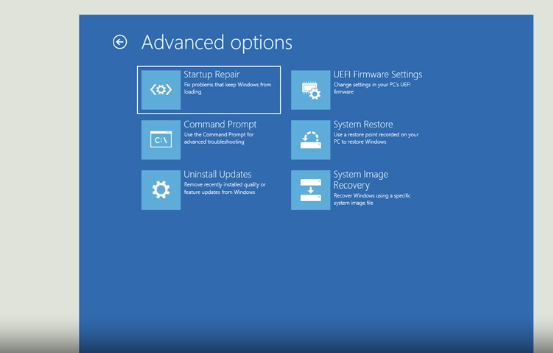 Advanced options
Startup Repair
Fix problems that keep Windows from
loading
Command Prompt
Use the Command Prompt for
advanced troubleshooting
C:\
Uninstall Updates
Remove recently installed quality or
feature updates from Windows
UEFI Firmware Settings
Change settings in your PC's UEFI
firmware
System Restore
Use a restore point recorded on your
PC to restore Windows
System Image
Recovery
Recover Windows using a specific
system image file